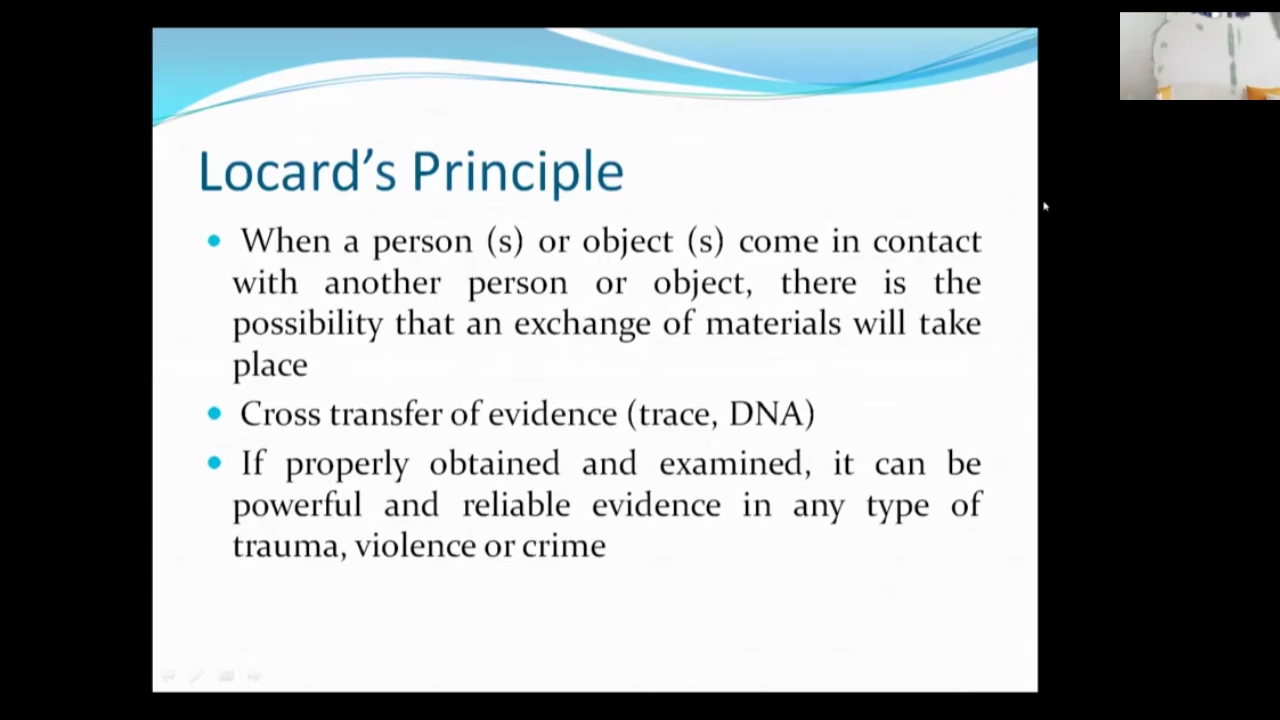 Locard's Principle
• When a person (s) or object (s) come in contact
with another person or object, there is the
possibility that an exchange of materials will take
place
• Cross transfer of evidence (trace, DNA)
• If properly obtained and examined, it can be
powerful and reliable evidence in any type of
trauma, violence or crime